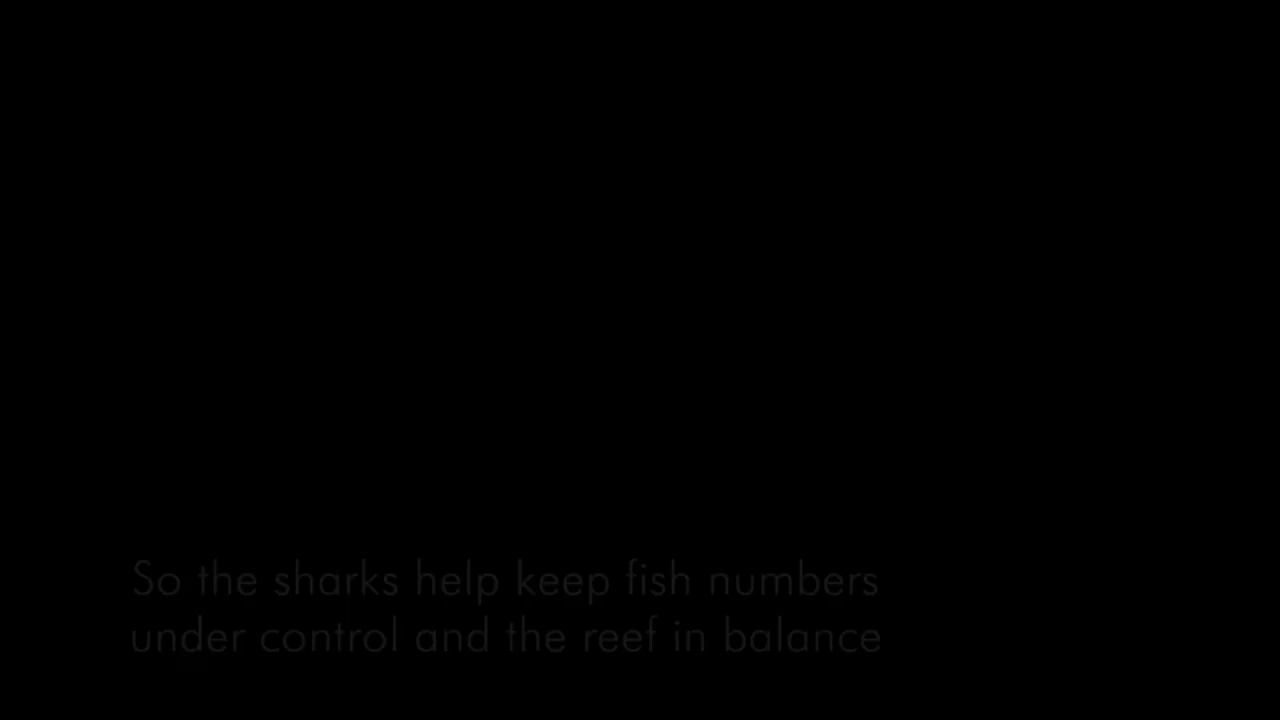 So the sharks help keep fish numbers
under control and the reef in balance